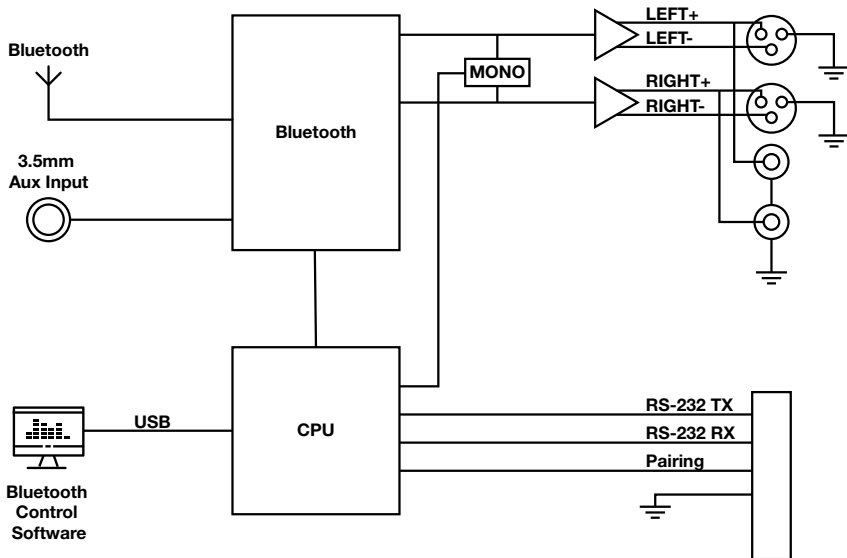 LEFT+
LEFT-
Bluetooth
MONO
RIGHT+
RIGHT-
Bluetooth
3.5mm
Aux Input
CPU
USB
RS-232 TX
RS-232 RX
Pairing
Bluetooth
Control
Software